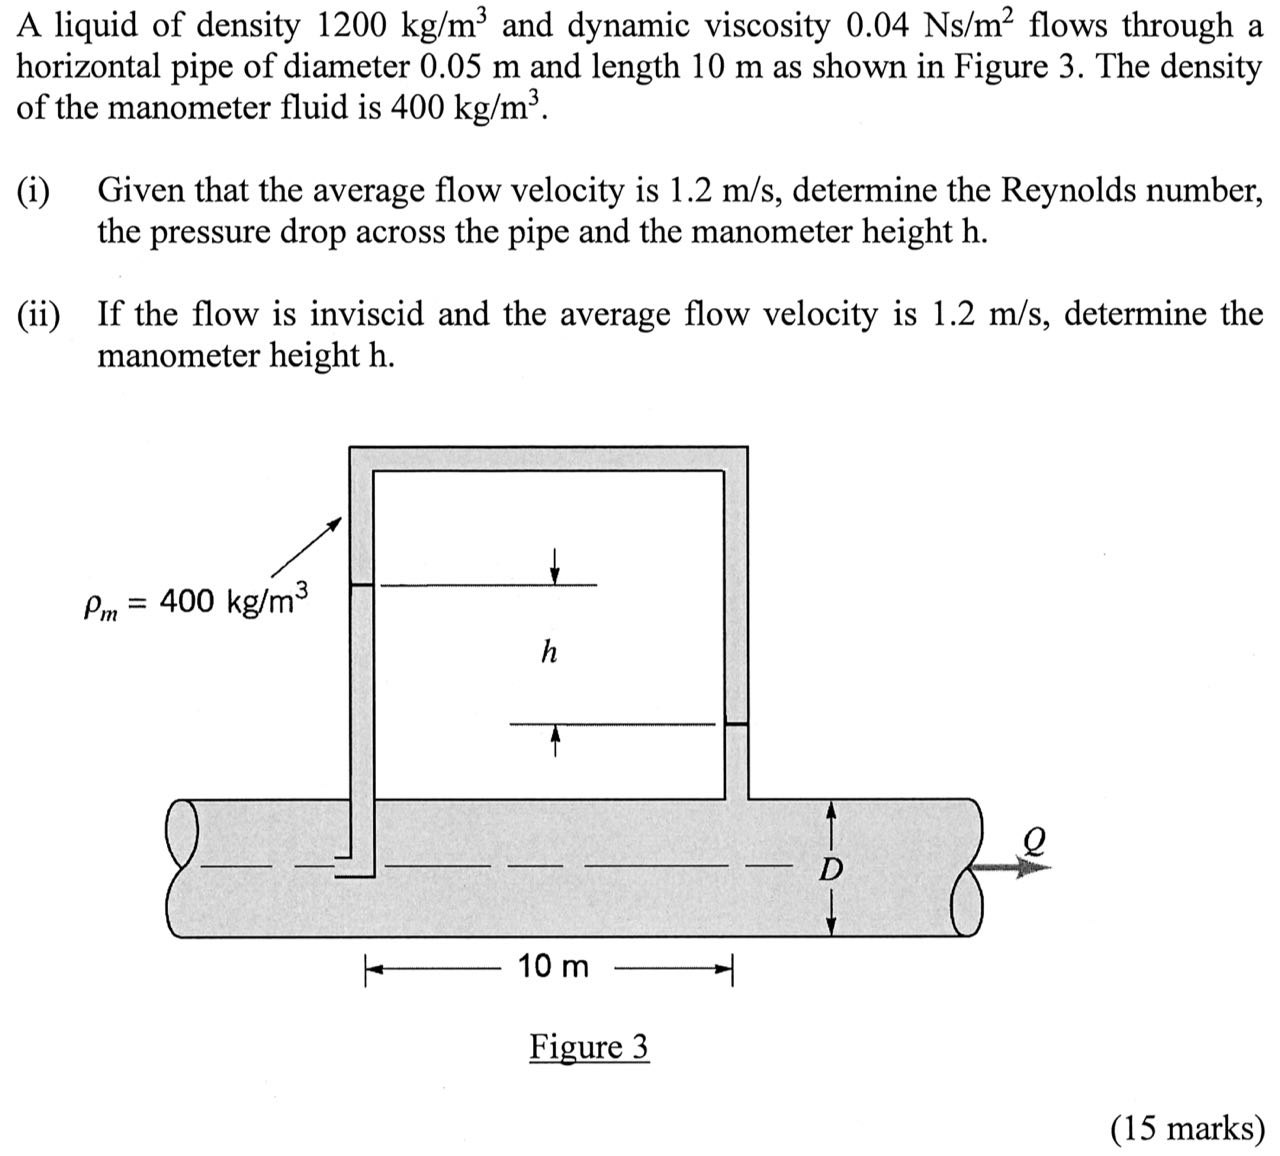 A liquid of density 1200 kg/m³ and dynamic viscosity 0.04 Ns/m² flows through a
horizontal pipe of diameter 0.05 m and length 10 m as shown in Figure 3. The density
of the manometer fluid is 400 kg/m³.
(i) Given that the average flow velocity is 1.2 m/s, determine the Reynolds number,
the pressure drop across the pipe and the manometer height h.
(ii) If the flow is inviscid and the average flow velocity is 1.2 m/s, determine the
manometer height h.
ρm = 400 kg/m³
h
Q
D
10 m
Figure 3
(15 marks)